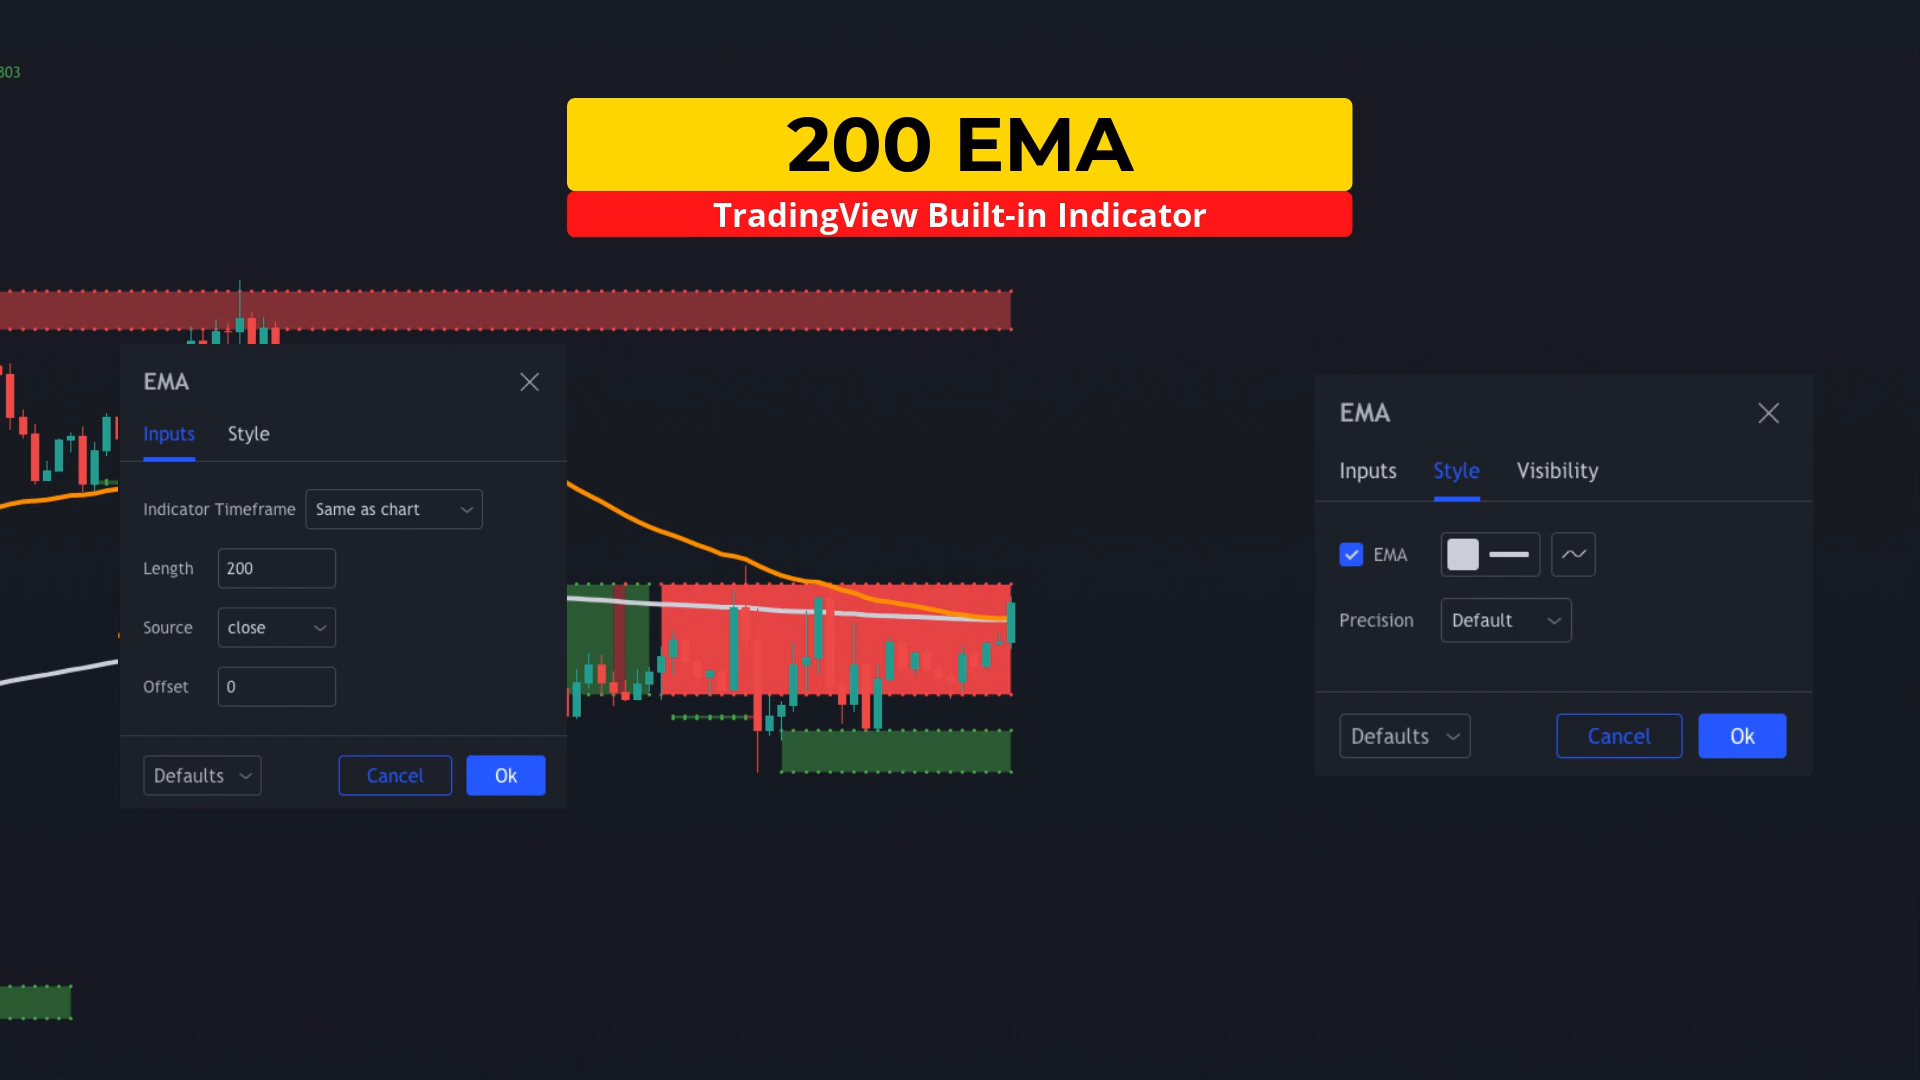 803
200 EMA
TradingView Built-in Indicator
EMA
Inputs Style
Indicator Timeframe Same as chart
Length 200
Source close
Offset 0
Defaults Cancel Ok
EMA
Inputs Style Visibility
EMA
Precision Default
Defaults Cancel Ok